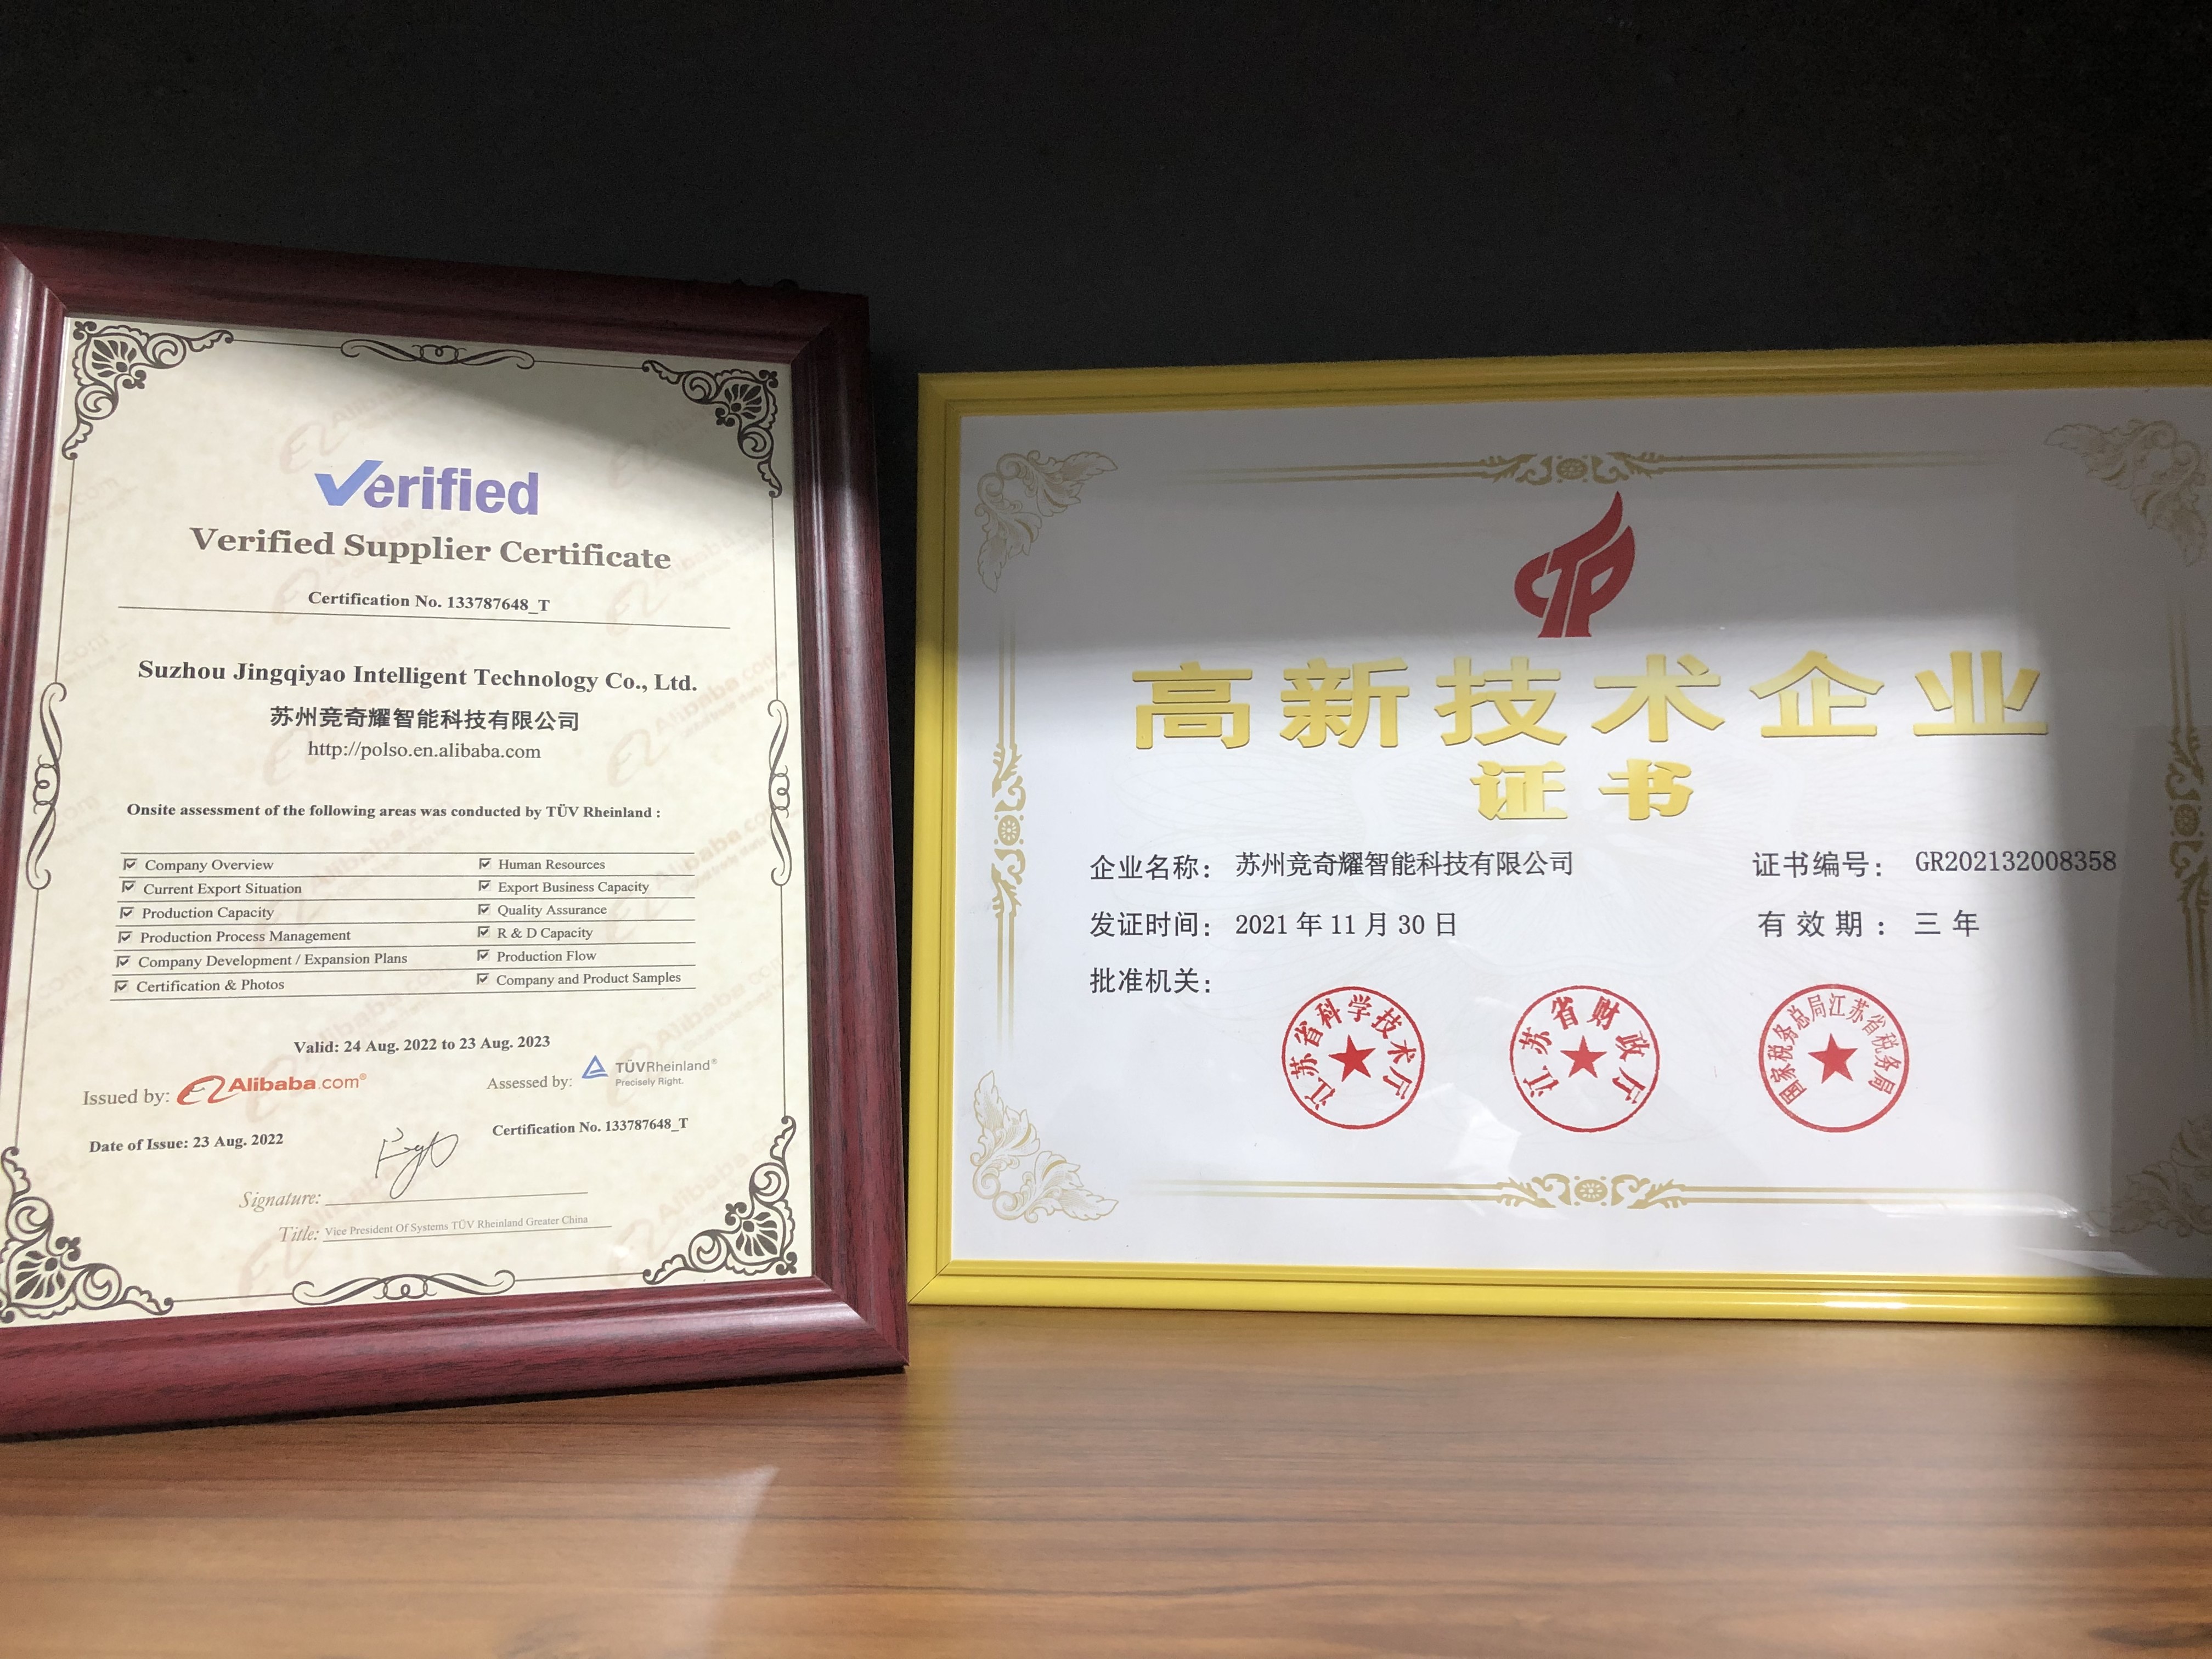 Verified
Verified Supplier Certificate
Certification No. 133787648_T
Suzhou Jingqiyao Intelligent Technology Co., Ltd.
苏州竞奇耀智能科技有限公司
http://polso.en.alibaba.com
Onsite assessment of the following areas was conducted by TÜV Rheinland :
Company Overview
Human Resources
Current Export Situation
Export Business Capacity
Production Capacity
Quality Assurance
Production Process Management
R & D Capacity
Company Development / Expansion Plans
Production Flow
Certification & Photos
Company and Product Samples
Valid: 24 Aug. 2022 to 23 Aug. 2023
Issued by: Alibaba.com®
Assessed by: TÜVRheinland®
Precisely Right.
Date of Issue: 23 Aug. 2022
Certification No. 133787648_T
Signature:
Title: Vice President Of Systems TÜV Rheinland Greater China
高新技术企业
证书
企业名称: 苏州竞奇耀智能科技有限公司
证书编号: GR202132008358
发证时间: 2021 年 11 月 30 日
有效期: 三年
批准机关:
江苏省科学技术厅
江苏省财政厅
国家税务总局江苏省税务局